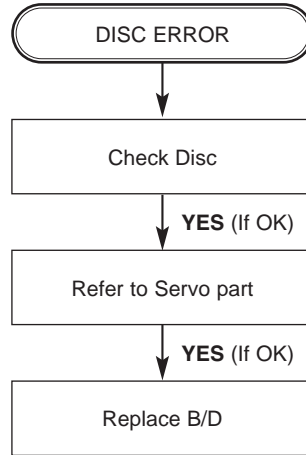 DISC ERROR
Check Disc
YES (If OK)
Refer to Servo part
YES (If OK)
Replace B/D